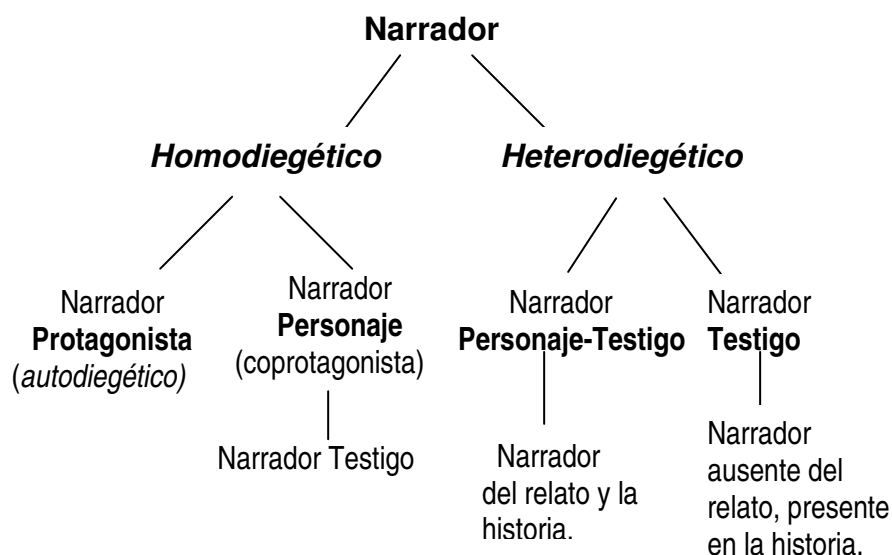 Narrador
Homodiegético
Heterodiegético
Narrador
Protagonista
(autodiegético)
Narrador
Personaje
(coprotagonista)
Narrador Testigo
Narrador
Personaje-Testigo
Narrador
del relato y la
historia.
Narrador
Testigo
Narrador
ausente del
relato, presente
en la historia.